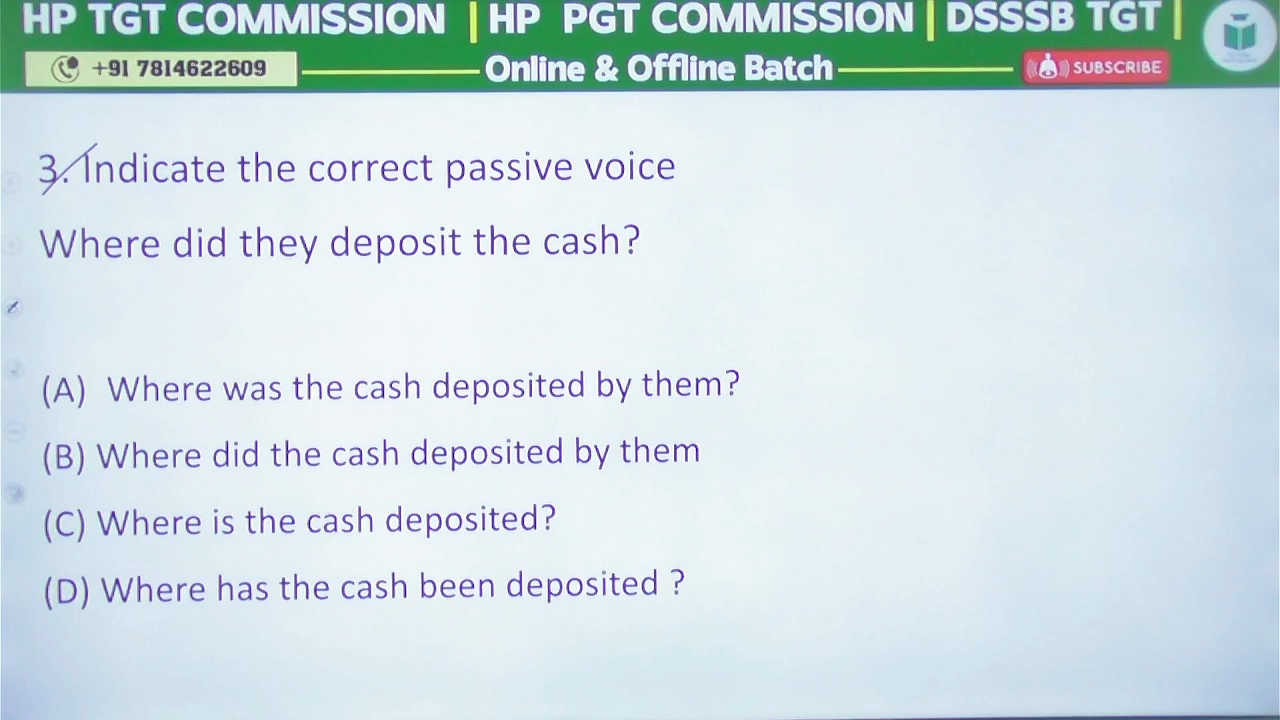 HP TGT COMMISSION | HP PGT COMMISSION | DSSSB TGT |
+91 7814622609 Online & Offline Batch SUBSCRIBE
3. Indicate the correct passive voice
Where did they deposit the cash?
(A) Where was the cash deposited by them?
(B) Where did the cash deposited by them
(C) Where is the cash deposited?
(D) Where has the cash been deposited ?